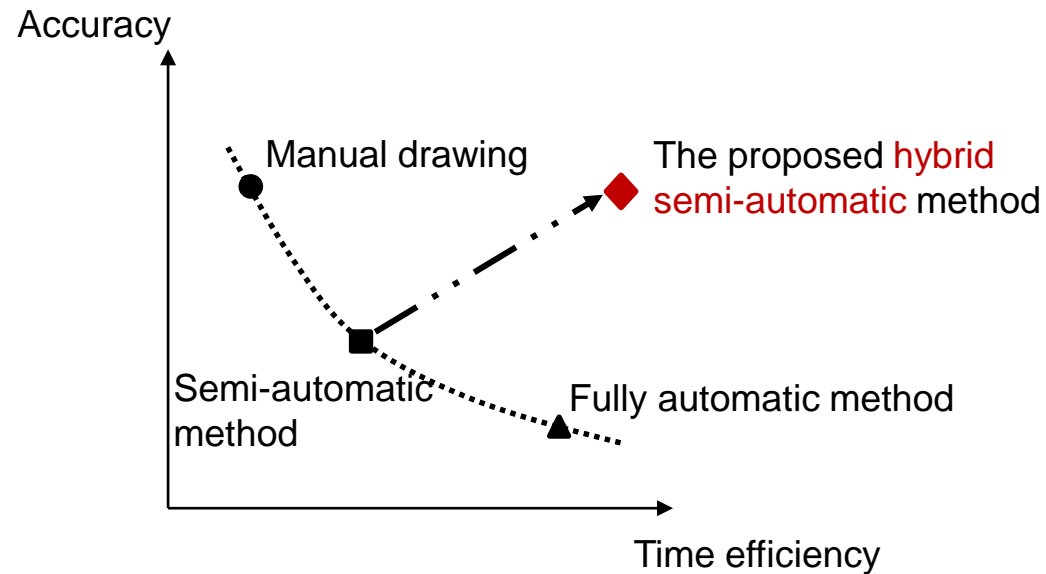 Accuracy
Manual drawing
The proposed hybrid
semi-automatic method
Semi-automatic
method
Fully automatic method
Time efficiency